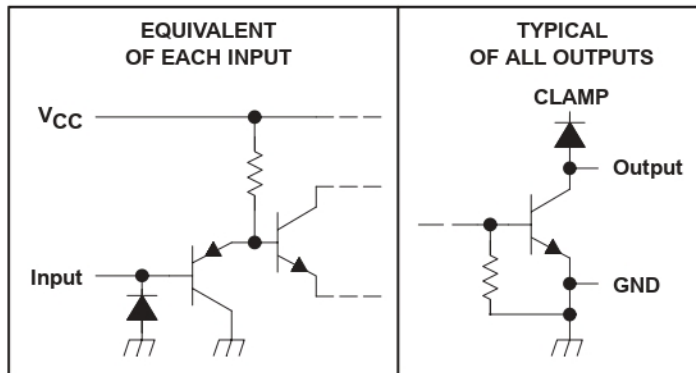 EQUIVALENT
OF EACH INPUT
VCC
Input
TYPICAL
OF ALL OUTPUTS
CLAMP
Output
GND